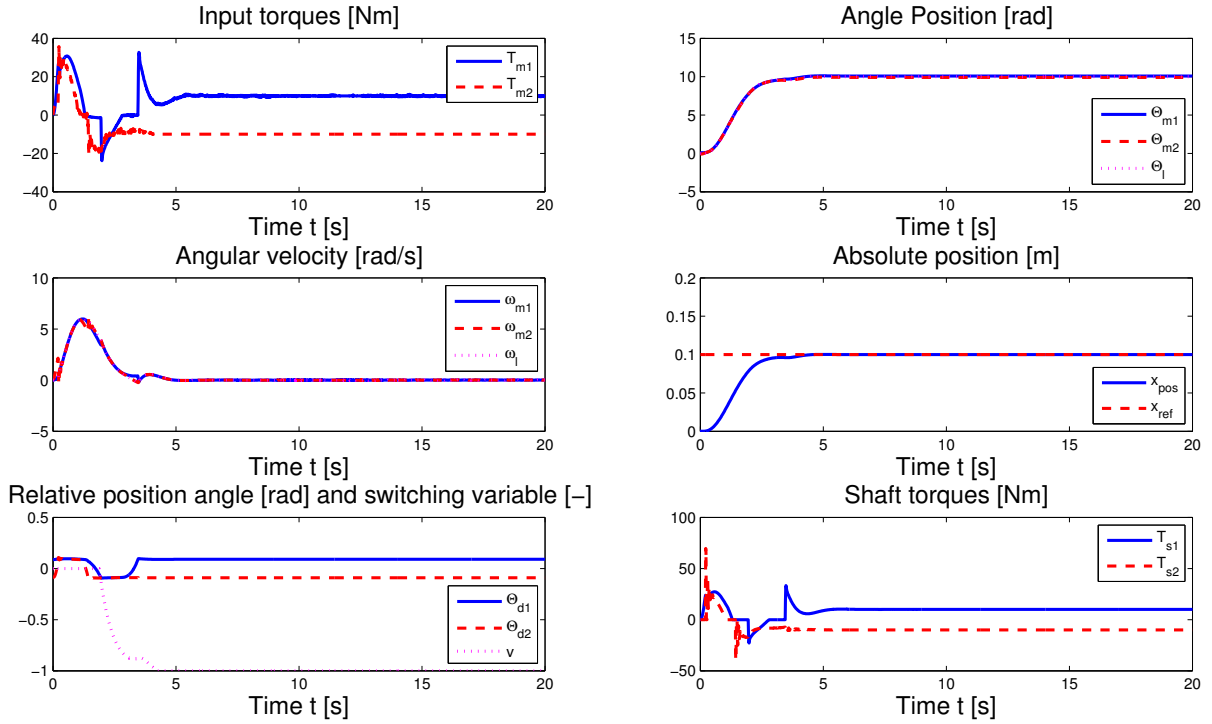 Input torques [Nm]
40
20
0
−20
−40
0
5
10
15
20
T_m1
T_m2
Time t [s]
Angle Position [rad]
15
10
5
0
−5
0
5
10
15
20
Θ_m1
Θ_m2
Θ_l
Time t [s]
Angular velocity [rad/s]
10
5
0
−5
0
5
10
15
20
ω_m1
ω_m2
ω_l
Time t [s]
Absolute position [m]
0.2
0.15
0.1
0.05
0
0
5
10
15
20
x_pos
x_ref
Time t [s]
Relative position angle [rad] and switching variable [−]
0.5
0
−0.5
−1
0
5
10
15
20
Θ_d1
Θ_d2
v
Time t [s]
Shaft torques [Nm]
100
50
0
−50
0
5
10
15
20
T_s1
T_s2
Time t [s]